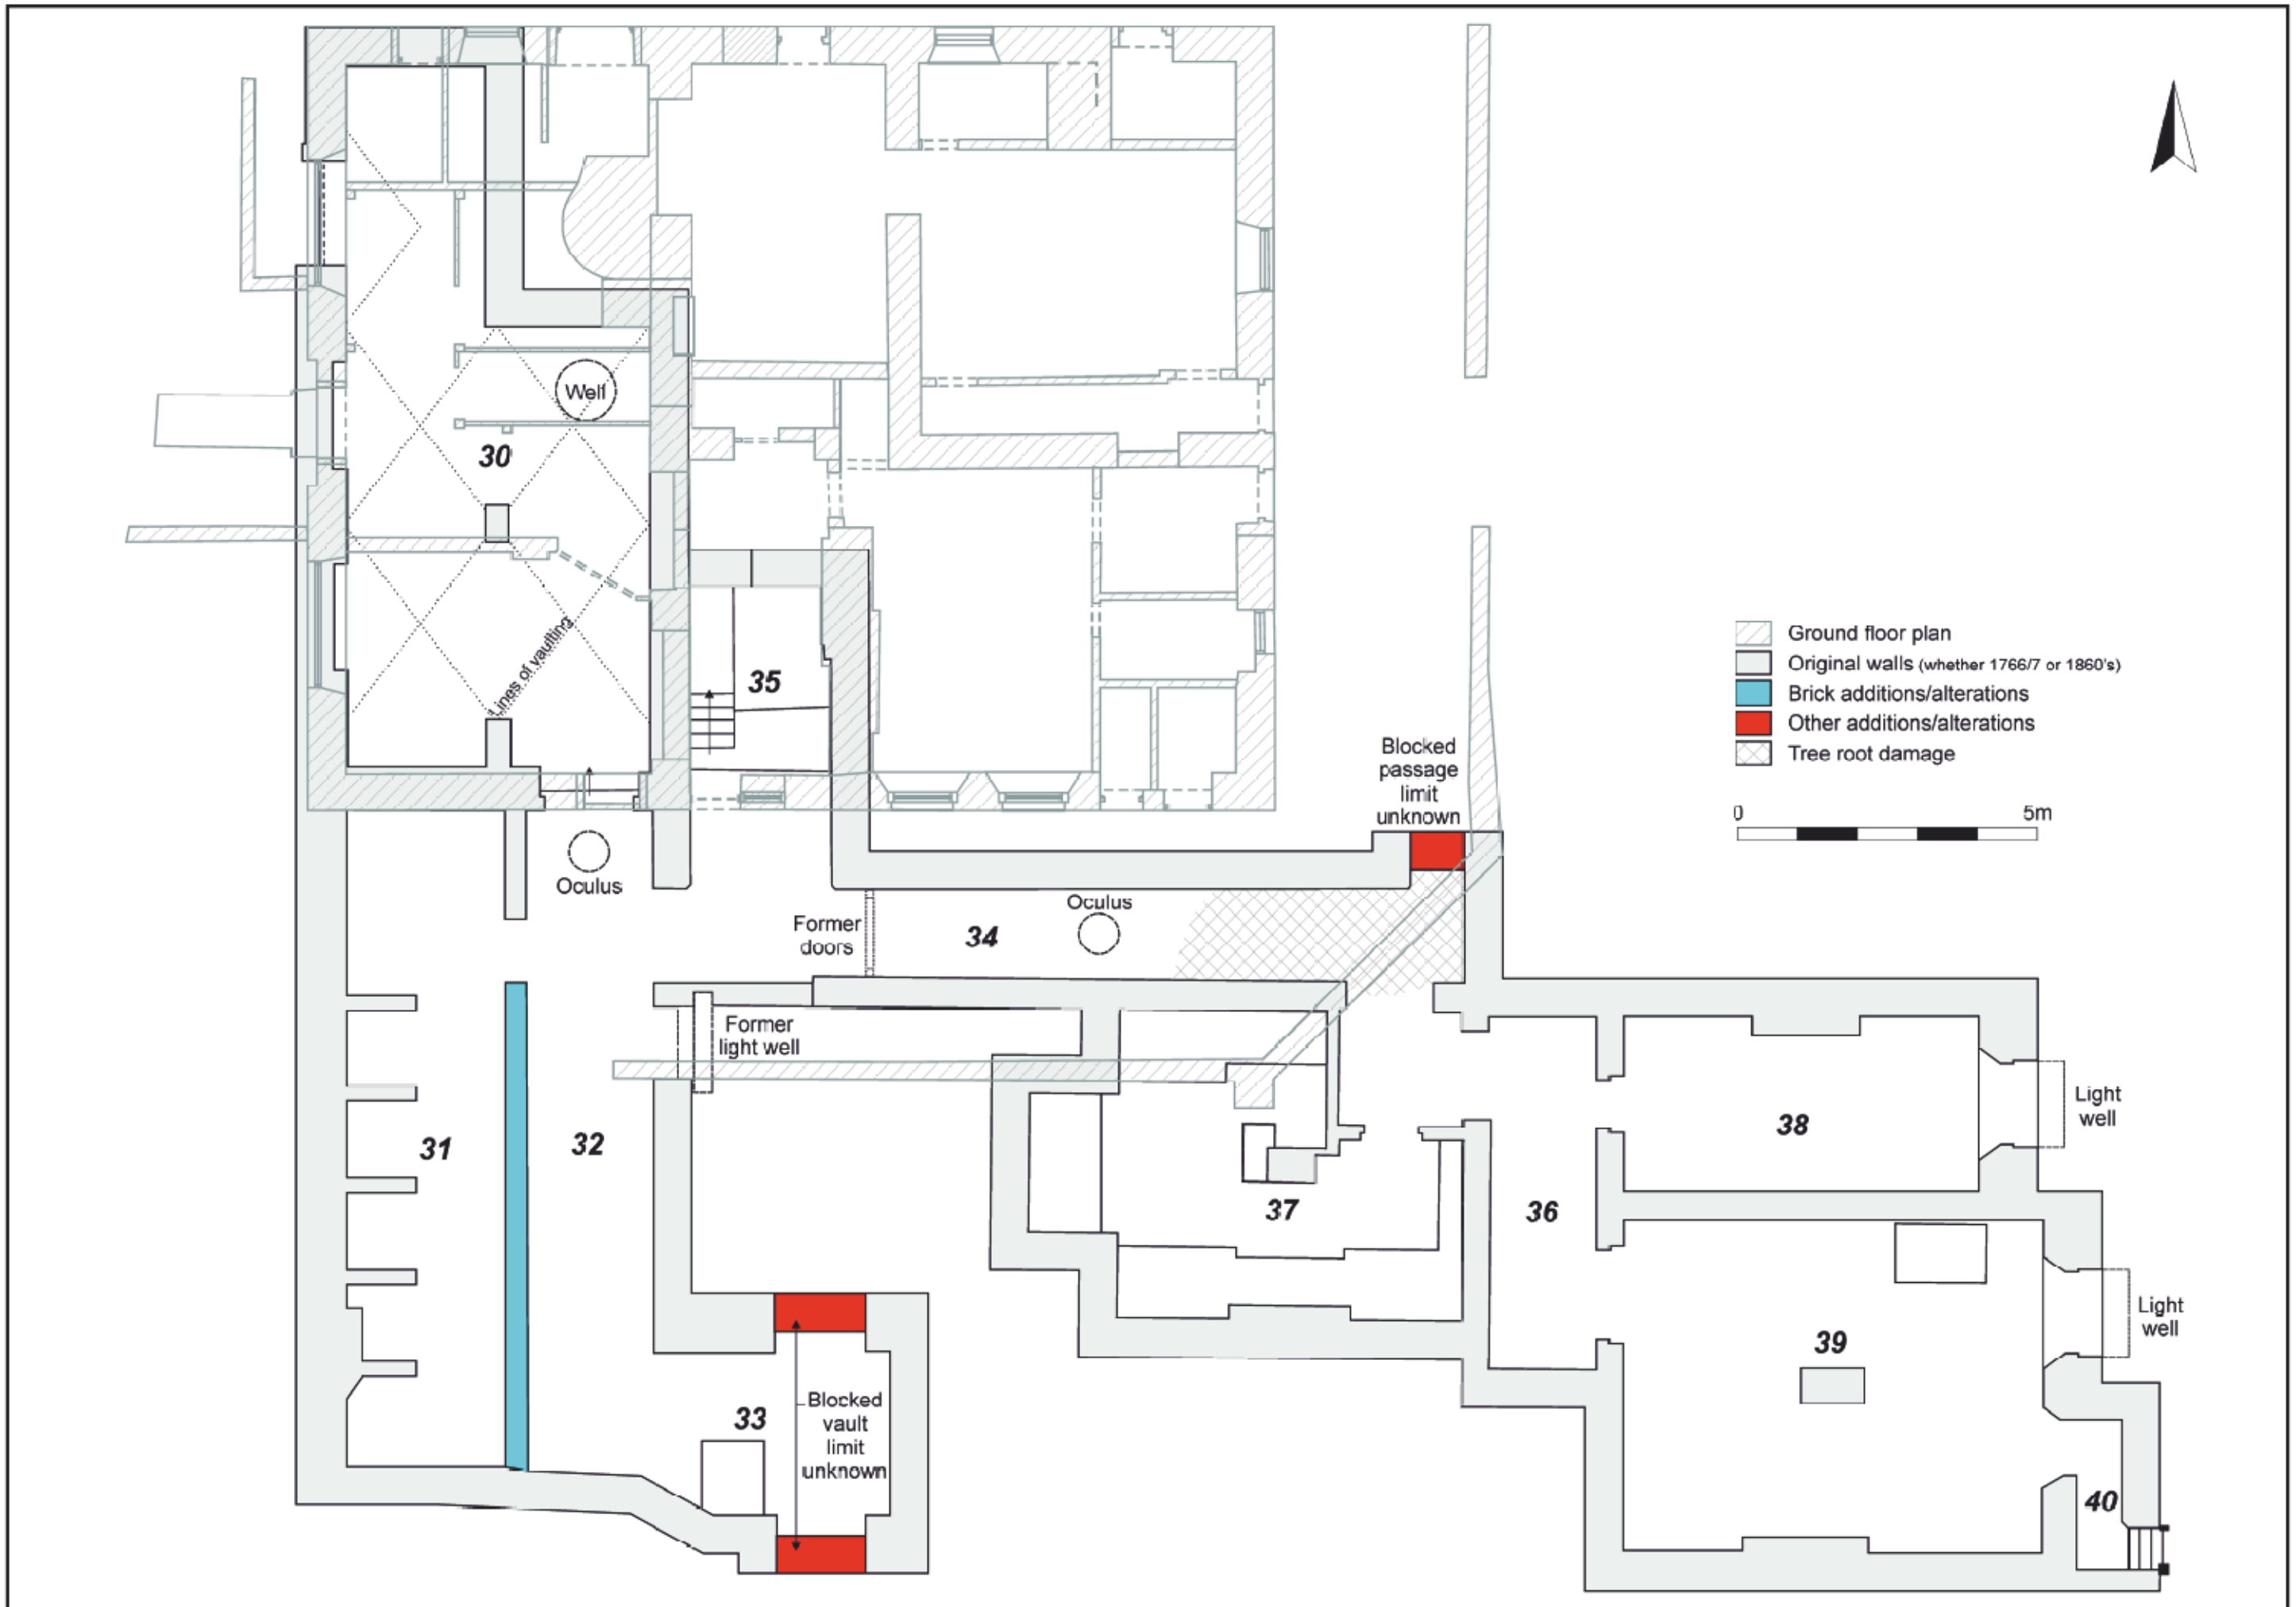 Well
30
Lines of vaulting
35
Ground floor plan
Original walls (whether 1766/7 or 1860's)
Brick additions/alterations
Other additions/alterations
Tree root damage
0 5m
Blocked
passage
limit
unknown
Oculus
Former
doors
34
Oculus
Former
light well
31
32
37
36
38
Light
well
39
Light
well
33
Blocked
vault
limit
unknown
40